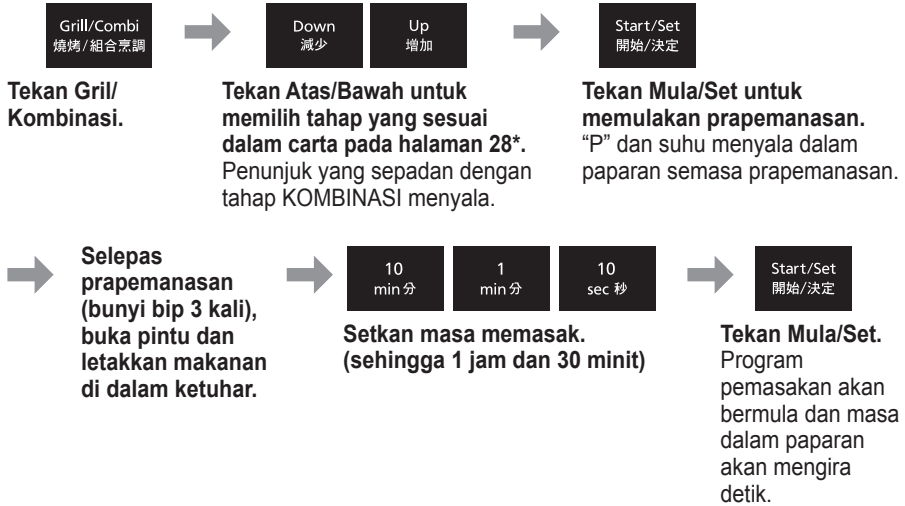 Grill/Combi
燒烤/組合烹調
Down
減少
Up
增加
Start/Set
開始/決定
Tekan Gril/
Kombinasi.
Tekan Atas/Bawah untuk
memilih tahap yang sesuai
dalam carta pada halaman 28*.
Penunjuk yang sepadan dengan
tahap KOMBINASI menyala.
Tekan Mula/Set untuk
memulakan prapemanasan.
“P” dan suhu menyala dalam
paparan semasa prapemanasan.
Selepas
prapemanasan
(bunyi bip 3 kali),
buka pintu dan
letakkan makanan
di dalam ketuhar.
10
min 分
1
min 分
10
sec 秒
Setkan masa memasak.
(sehingga 1 jam dan 30 minit)
Start/Set
開始/決定
Tekan Mula/Set.
Program
pemasakan akan
bermula dan masa
dalam paparan
akan mengira
detik.